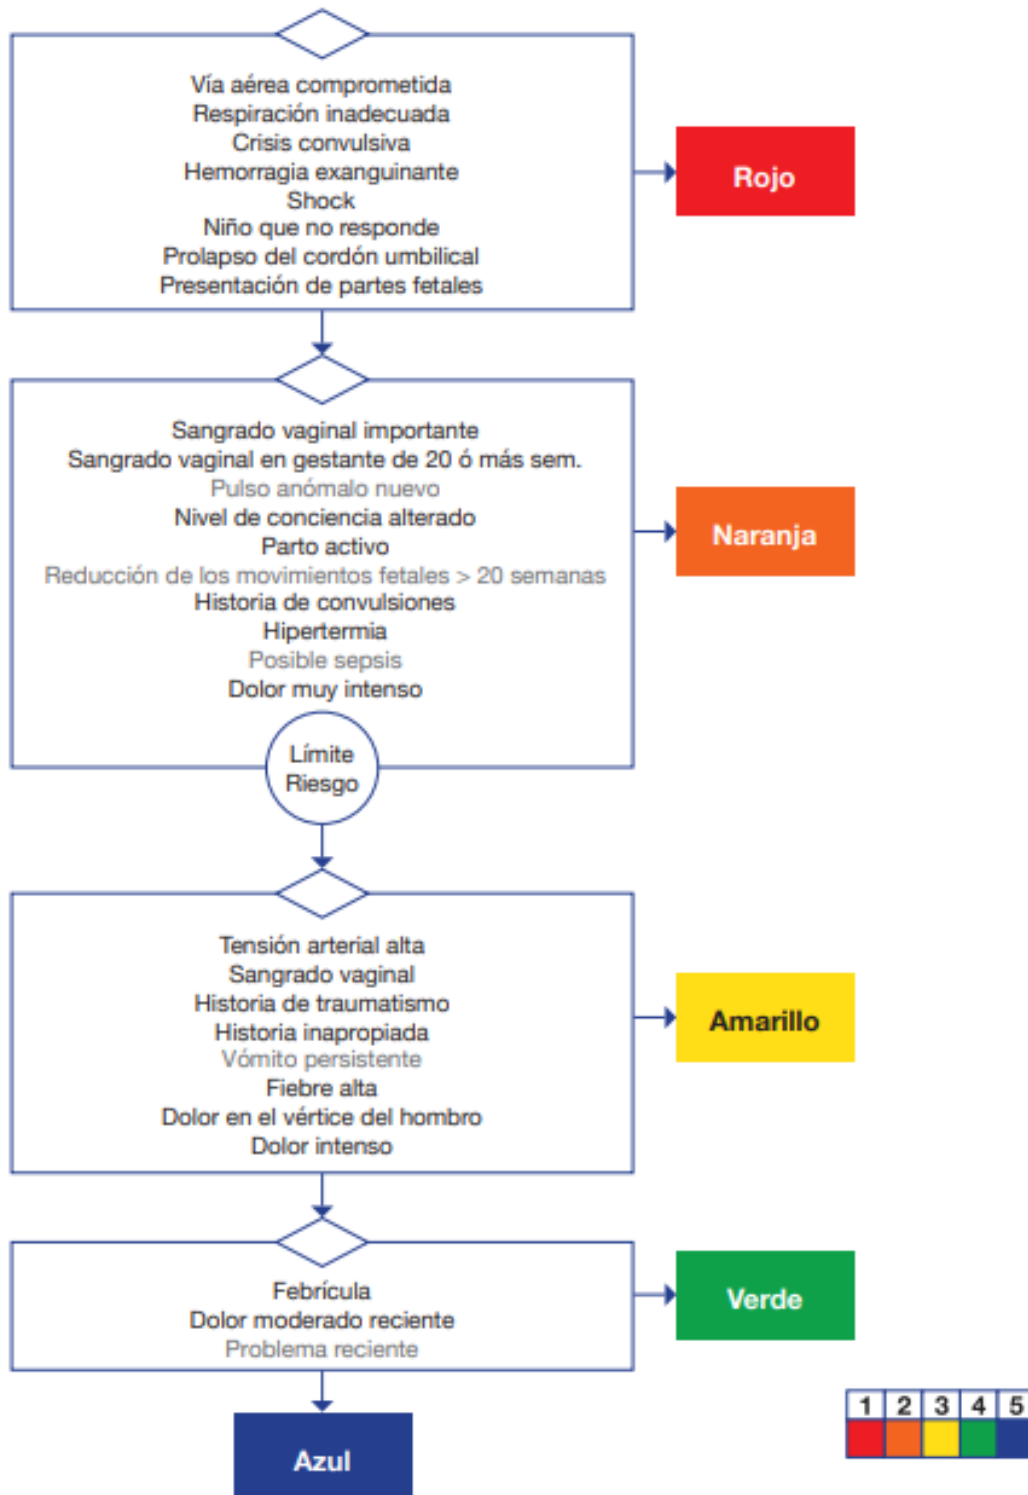 Vía aérea comprometida
Respiración inadecuada
Crisis convulsiva
Hemorragia exanguinante
Shock
Niño que no responde
Prolapso del cordón umbilical
Presentación de partes fetales
Rojo
Sangrado vaginal importante
Sangrado vaginal en gestante de 20 ó más sem.
Pulso anómalo nuevo
Nivel de conciencia alterado
Parto activo
Reducción de los movimientos fetales > 20 semanas
Historia de convulsiones
Hipertermia
Posible sepsis
Dolor muy intenso
Naranja
Límite
Riesgo
Tensión arterial alta
Sangrado vaginal
Historia de traumatismo
Historia inapropiada
Vómito persistente
Fiebre alta
Dolor en el vértice del hombro
Dolor intenso
Amarillo
Febrícula
Dolor moderado reciente
Problema reciente
Verde
Azul
1 2 3 4 5